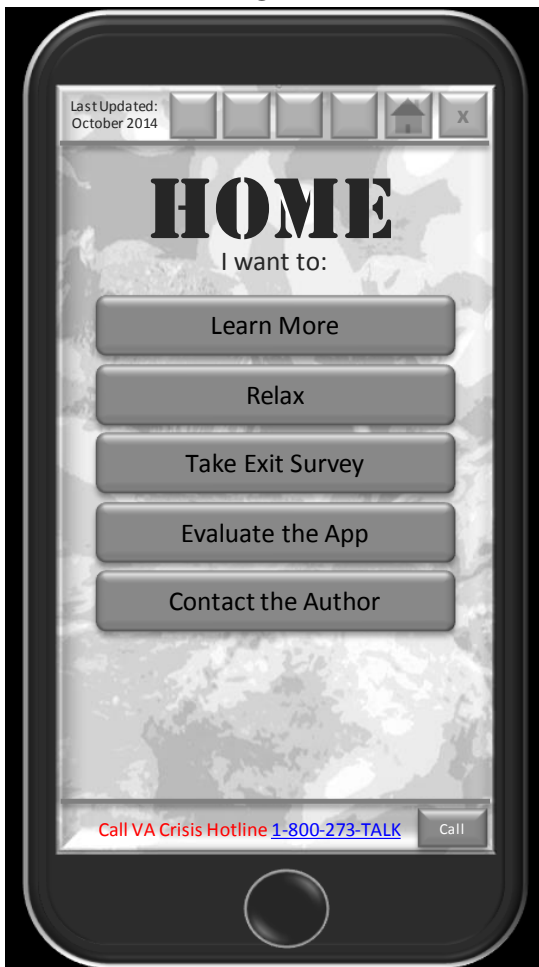 Last Updated:
October 2014
X
HOME
I want to:
Learn More
Relax
Take Exit Survey
Evaluate the App
Contact the Author
Call VA Crisis Hotline 1-800-273-TALK
Call